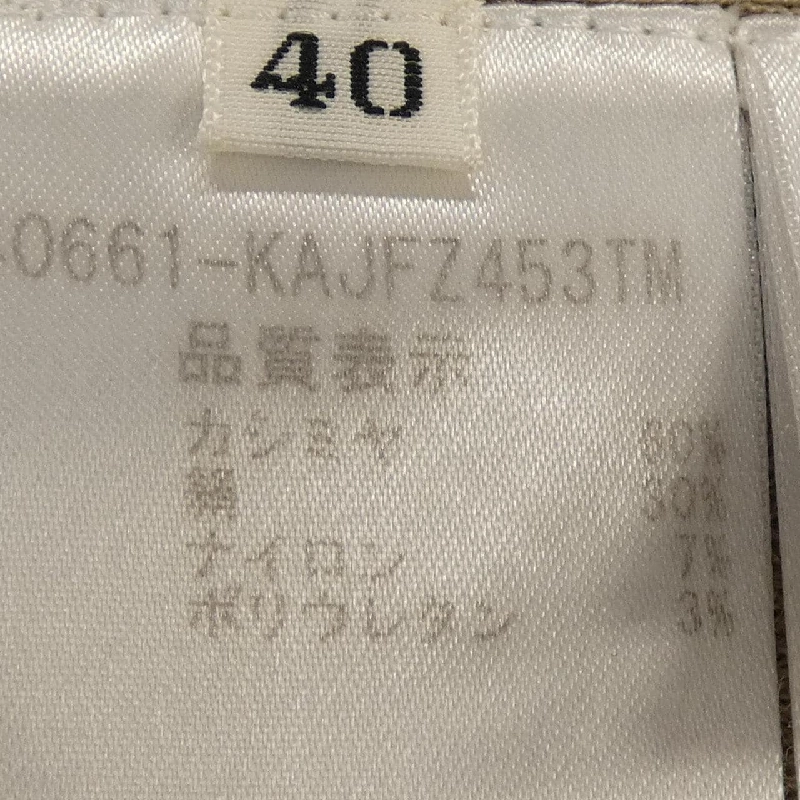 40
-0661-KAJFZ453TM
品質表示
カシミヤ 60%
絹 30%
ナイロン 7%
ポリウレタン 3%